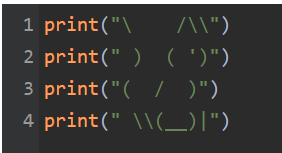 1 print("\    /\\")
2 print(" )  ( ')")
3 print("(  /  )")
4 print(" \\(__)|")